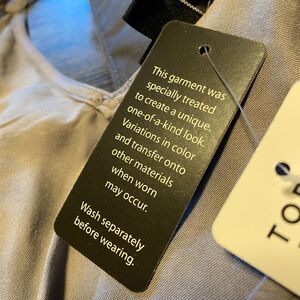 This garment was
specially treated
to create a unique,
one-of-a-kind look.
Variations in color
and transfer onto
other materials
when worn
may occur.
Wash separately
before wearing.
TOR